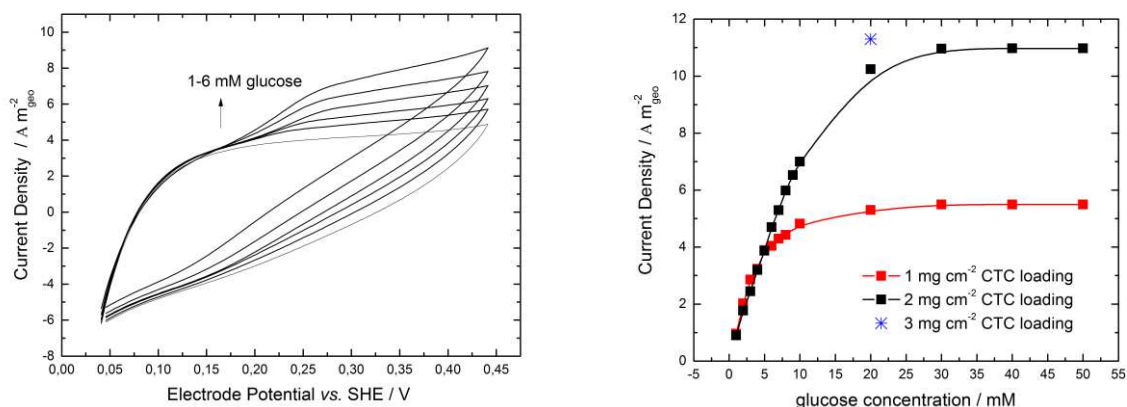 10
8
6
4
2
0
-2
-4
-6
-8
Current Density / A m⁻²geo
1-6 mM glucose
0,00 0,05 0,10 0,15 0,20 0,25 0,30 0,35 0,40 0,45
Electrode Potential vs. SHE / V
12
10
8
6
4
2
0
Current Density / A m⁻²geo
1 mg cm⁻² CTC loading
2 mg cm⁻² CTC loading
3 mg cm⁻² CTC loading
-5 0 5 10 15 20 25 30 35 40 45 50 55
glucose concentration / mM